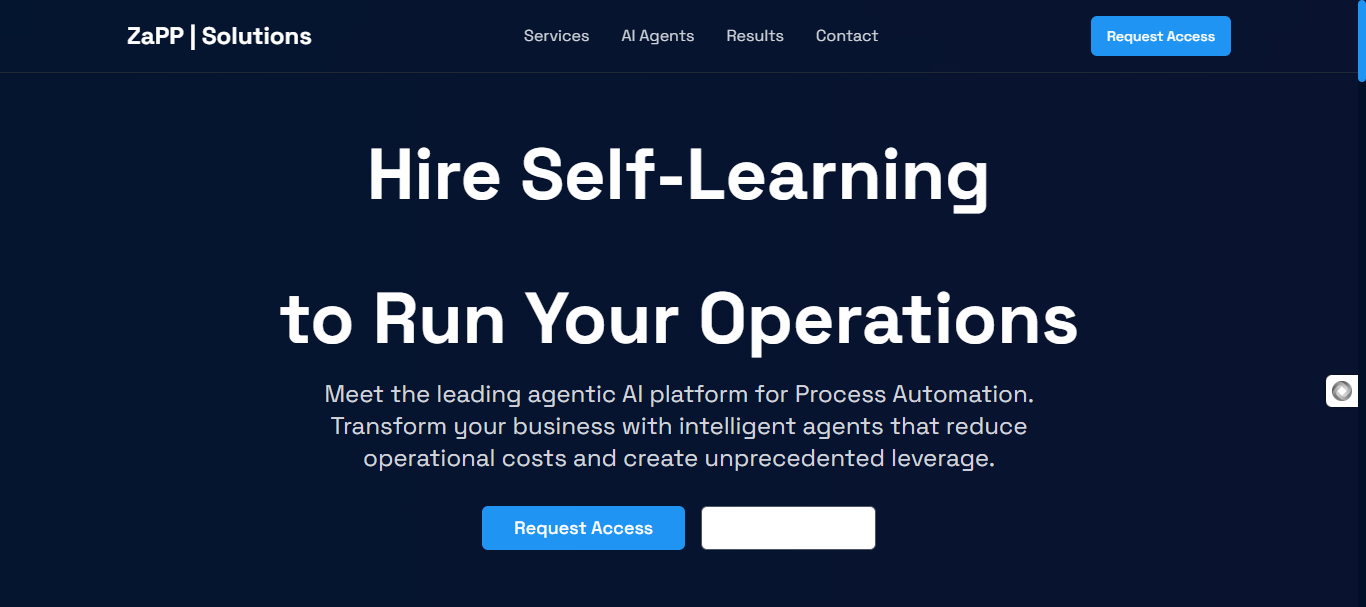 ZaPP | Solutions
Services
AI Agents
Results
Contact
Request Access
Hire Self-Learning
to Run Your Operations
Meet the leading agentic AI platform for Process Automation.
Transform your business with intelligent agents that reduce
operational costs and create unprecedented leverage.
Request Access